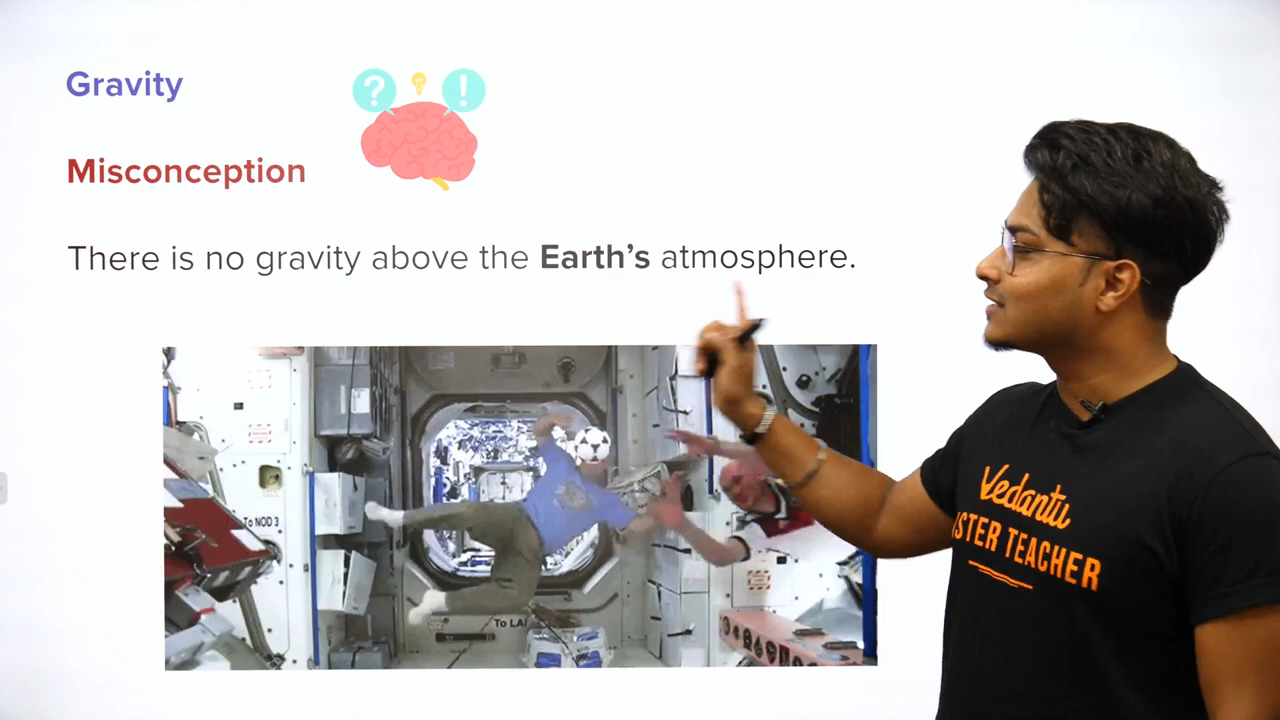 Gravity
? !
Misconception
There is no gravity above the Earth's atmosphere.
To NOD 3
To LA
Vedantu
STER TEACHER